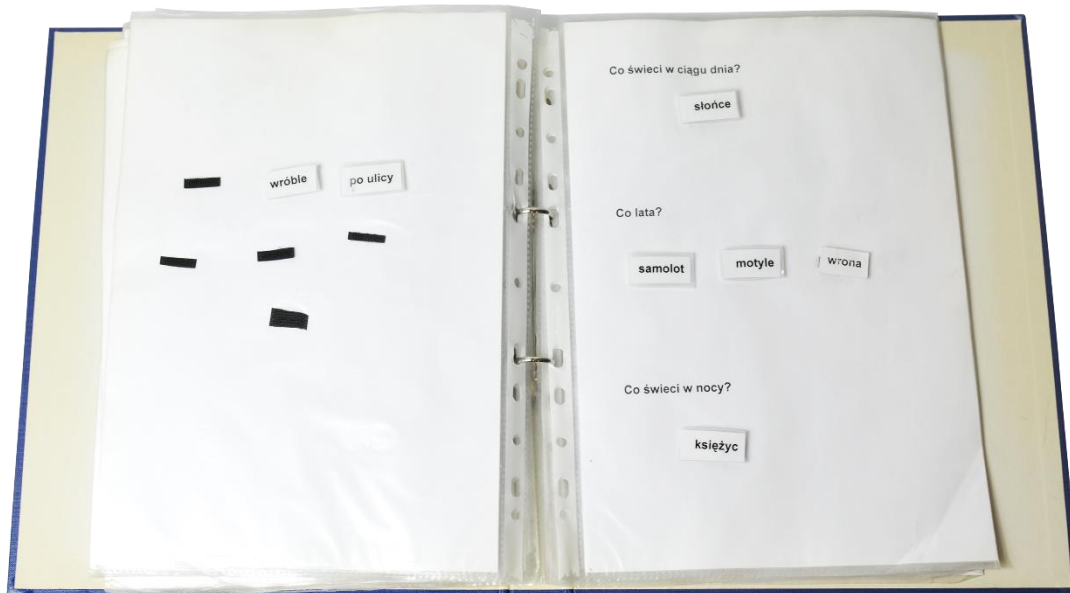 wróble po ulicy
Co świeci w ciągu dnia?
słońce
Co lata?
samolot motyle wrona
Co świeci w nocy?
księżyc